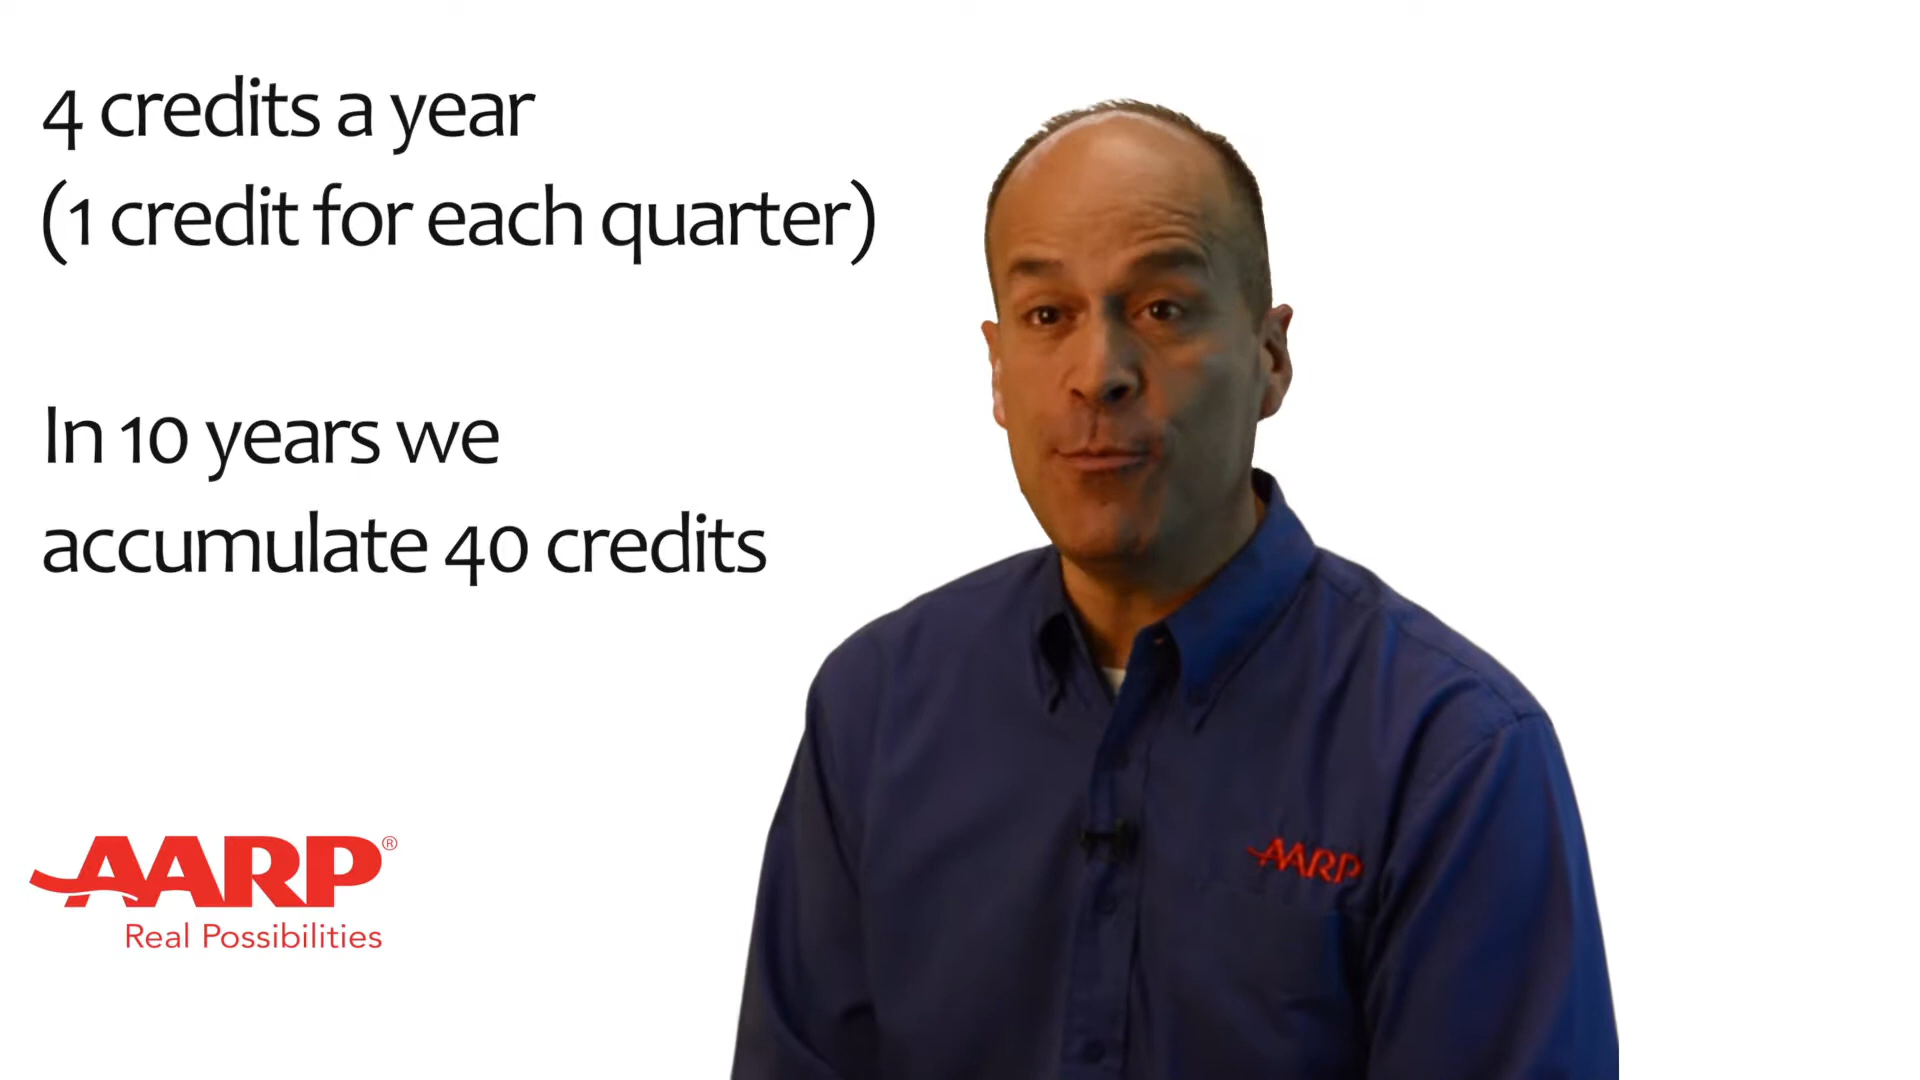 4 credits a year
(1 credit for each quarter)
In 10 years we
accumulate 40 credits
AARP®
Real Possibilities
AARP